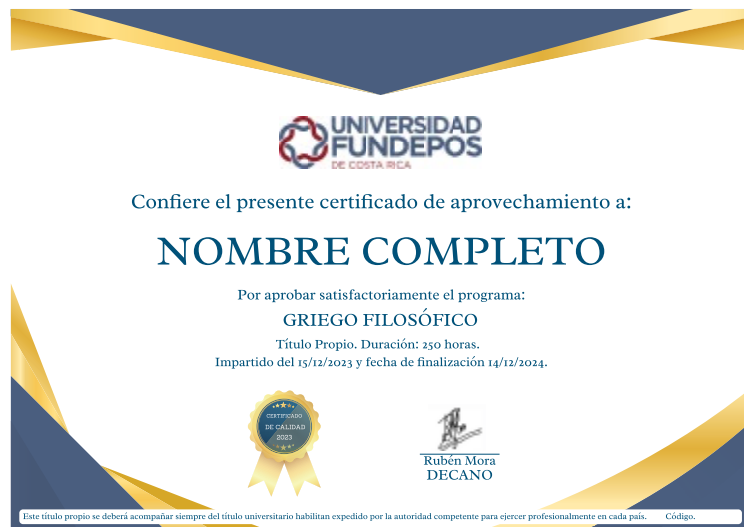 UNIVERSIDAD
FUNDEPOS
DE COSTA RICA
Confiere el presente certificado de aprovechamiento a:
NOMBRE COMPLETO
Por aprobar satisfactoriamente el programa:
GRIEGO FILOSÓFICO
Título Propio. Duración: 250 horas.
Impartido del 15/12/2023 y fecha de finalización 14/12/2024.
CERTIFICADO
DE CALIDAD
2023
Rubén Mora
DECANO
Este título propio se deberá acompañar siempre del título universitario habilitan expedido por la autoridad competente para ejercer profesionalmente en cada país. Código.